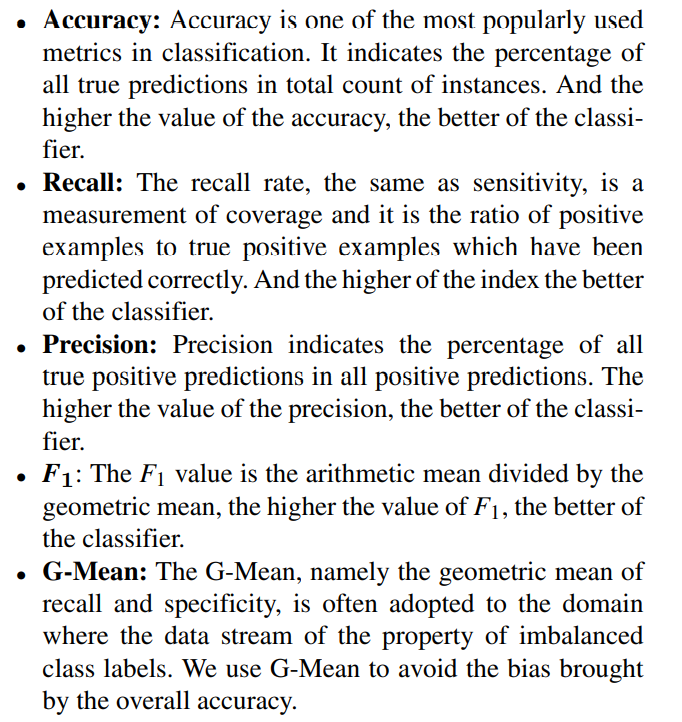 • Accuracy: Accuracy is one of the most popularly used
metrics in classification. It indicates the percentage of
all true predictions in total count of instances. And the
higher the value of the accuracy, the better of the classi-
fier.
• Recall: The recall rate, the same as sensitivity, is a
measurement of coverage and it is the ratio of positive
examples to true positive examples which have been
predicted correctly. And the higher of the index the better
of the classifier.
• Precision: Precision indicates the percentage of all
true positive predictions in all positive predictions. The
higher the value of the precision, the better of the classi-
fier.
• F₁: The F₁ value is the arithmetic mean divided by the
geometric mean, the higher the value of F₁, the better of
the classifier.
• G-Mean: The G-Mean, namely the geometric mean of
recall and specificity, is often adopted to the domain
where the data stream of the property of imbalanced
class labels. We use G-Mean to avoid the bias brought
by the overall accuracy.